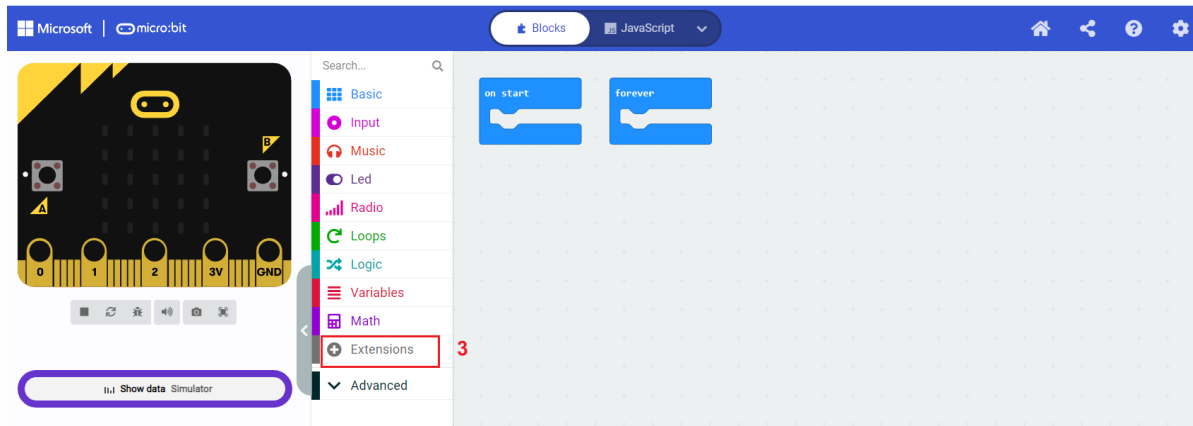 Microsoft | micro:bit
Blocks
JavaScript
Search...
Basic
Input
Music
Led
Radio
Loops
Logic
Variables
Math
Extensions
Advanced
on start
forever
3
A
B
0 1 2 3V GND
Show data Simulator